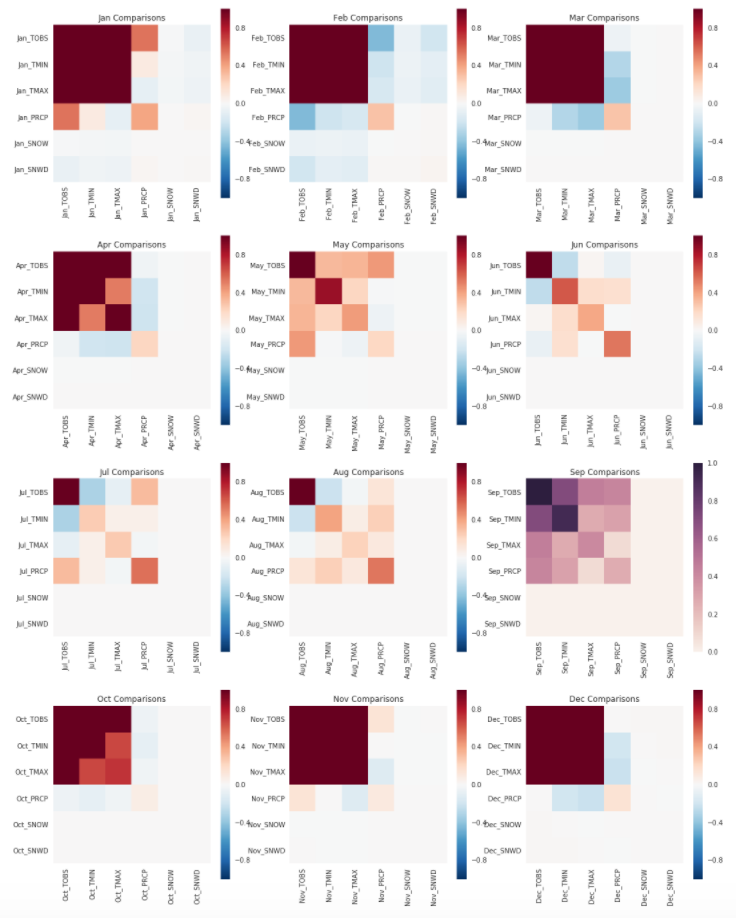 Jan Comparisons
Jan_TOBS
Jan_TMIN
Jan_TMAX
Jan_PRCP
Jan_SNOW
Jan_SNWD
Jan_TOBS
Jan_TMIN
Jan_TMAX
Jan_PRCP
Jan_SNOW
Jan_SNWD
0.8
0.4
0.0
−0.4
−0.8
Feb Comparisons
Feb_TOBS
Feb_TMIN
Feb_TMAX
Feb_PRCP
Feb_SNOW
Feb_SNWD
Feb_TOBS
Feb_TMIN
Feb_TMAX
Feb_PRCP
Feb_SNOW
Feb_SNWD
0.8
0.4
0.0
−0.4
−0.8
Mar Comparisons
Mar_TOBS
Mar_TMIN
Mar_TMAX
Mar_PRCP
Mar_SNOW
Mar_SNWD
Mar_TOBS
Mar_TMIN
Mar_TMAX
Mar_PRCP
Mar_SNOW
Mar_SNWD
0.8
0.4
0.0
−0.4
−0.8
Apr Comparisons
Apr_TOBS
Apr_TMIN
Apr_TMAX
Apr_PRCP
Apr_SNOW
Apr_SNWD
Apr_TOBS
Apr_TMIN
Apr_TMAX
Apr_PRCP
Apr_SNOW
Apr_SNWD
0.8
0.4
0.0
−0.4
−0.8
May Comparisons
May_TOBS
May_TMIN
May_TMAX
May_PRCP
May_SNOW
May_SNWD
May_TOBS
May_TMIN
May_TMAX
May_PRCP
May_SNOW
May_SNWD
0.8
0.4
0.0
−0.4
−0.8
Jun Comparisons
Jun_TOBS
Jun_TMIN
Jun_TMAX
Jun_PRCP
Jun_SNOW
Jun_SNWD
Jun_TOBS
Jun_TMIN
Jun_TMAX
Jun_PRCP
Jun_SNOW
Jun_SNWD
0.8
0.4
0.0
−0.4
−0.8
Jul Comparisons
Jul_TOBS
Jul_TMIN
Jul_TMAX
Jul_PRCP
Jul_SNOW
Jul_SNWD
Jul_TOBS
Jul_TMIN
Jul_TMAX
Jul_PRCP
Jul_SNOW
Jul_SNWD
0.8
0.4
0.0
−0.4
−0.8
Aug Comparisons
Aug_TOBS
Aug_TMIN
Aug_TMAX
Aug_PRCP
Aug_SNOW
Aug_SNWD
Aug_TOBS
Aug_TMIN
Aug_TMAX
Aug_PRCP
Aug_SNOW
Aug_SNWD
0.8
0.4
0.0
−0.4
−0.8
Sep Comparisons
Sep_TOBS
Sep_TMIN
Sep_TMAX
Sep_PRCP
Sep_SNOW
Sep_SNWD
Sep_TOBS
Sep_TMIN
Sep_TMAX
Sep_PRCP
Sep_SNOW
Sep_SNWD
1.0
0.8
0.6
0.4
0.2
0.0
Oct Comparisons
Oct_TOBS
Oct_TMIN
Oct_TMAX
Oct_PRCP
Oct_SNOW
Oct_SNWD
Oct_TOBS
Oct_TMIN
Oct_TMAX
Oct_PRCP
Oct_SNOW
Oct_SNWD
0.8
0.4
0.0
−0.4
−0.8
Nov Comparisons
Nov_TOBS
Nov_TMIN
Nov_TMAX
Nov_PRCP
Nov_SNOW
Nov_SNWD
Nov_TOBS
Nov_TMIN
Nov_TMAX
Nov_PRCP
Nov_SNOW
Nov_SNWD
0.8
0.4
0.0
−0.4
−0.8
Dec Comparisons
Dec_TOBS
Dec_TMIN
Dec_TMAX
Dec_PRCP
Dec_SNOW
Dec_SNWD
Dec_TOBS
Dec_TMIN
Dec_TMAX
Dec_PRCP
Dec_SNOW
Dec_SNWD
0.8
0.4
0.0
−0.4
−0.8